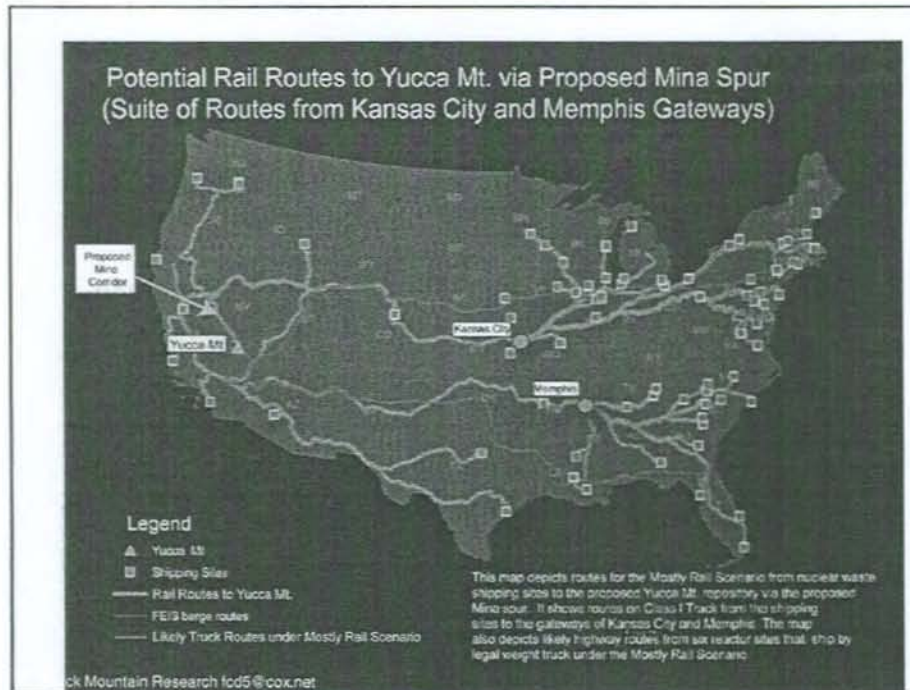 Potential Rail Routes to Yucca Mt. via Proposed Mina Spur
(Suite of Routes from Kansas City and Memphis Gateways)
Proposed
Mina
Corridor
Kansas City
Yucca Mt
Memphis
Legend
Yucca Mt
Shipping Sites
Rail Routes to Yucca Mt.
FEIS barge routes
Likely Truck Routes under Mostly Rail Scenario
This map depicts routes for the Mostly Rail Scenario from nuclear waste
shipping sites to the proposed Yucca Mt. repository via the proposed
Mina spur. It shows routes on Class I Track from the shipping
sites to the gateways of Kansas City and Memphis. The map
also depicts likely highway routes from six reactor sites that ship by
legal weight truck under the Mostly Rail Scenario
ck Mountain Research fcd5@cox.net